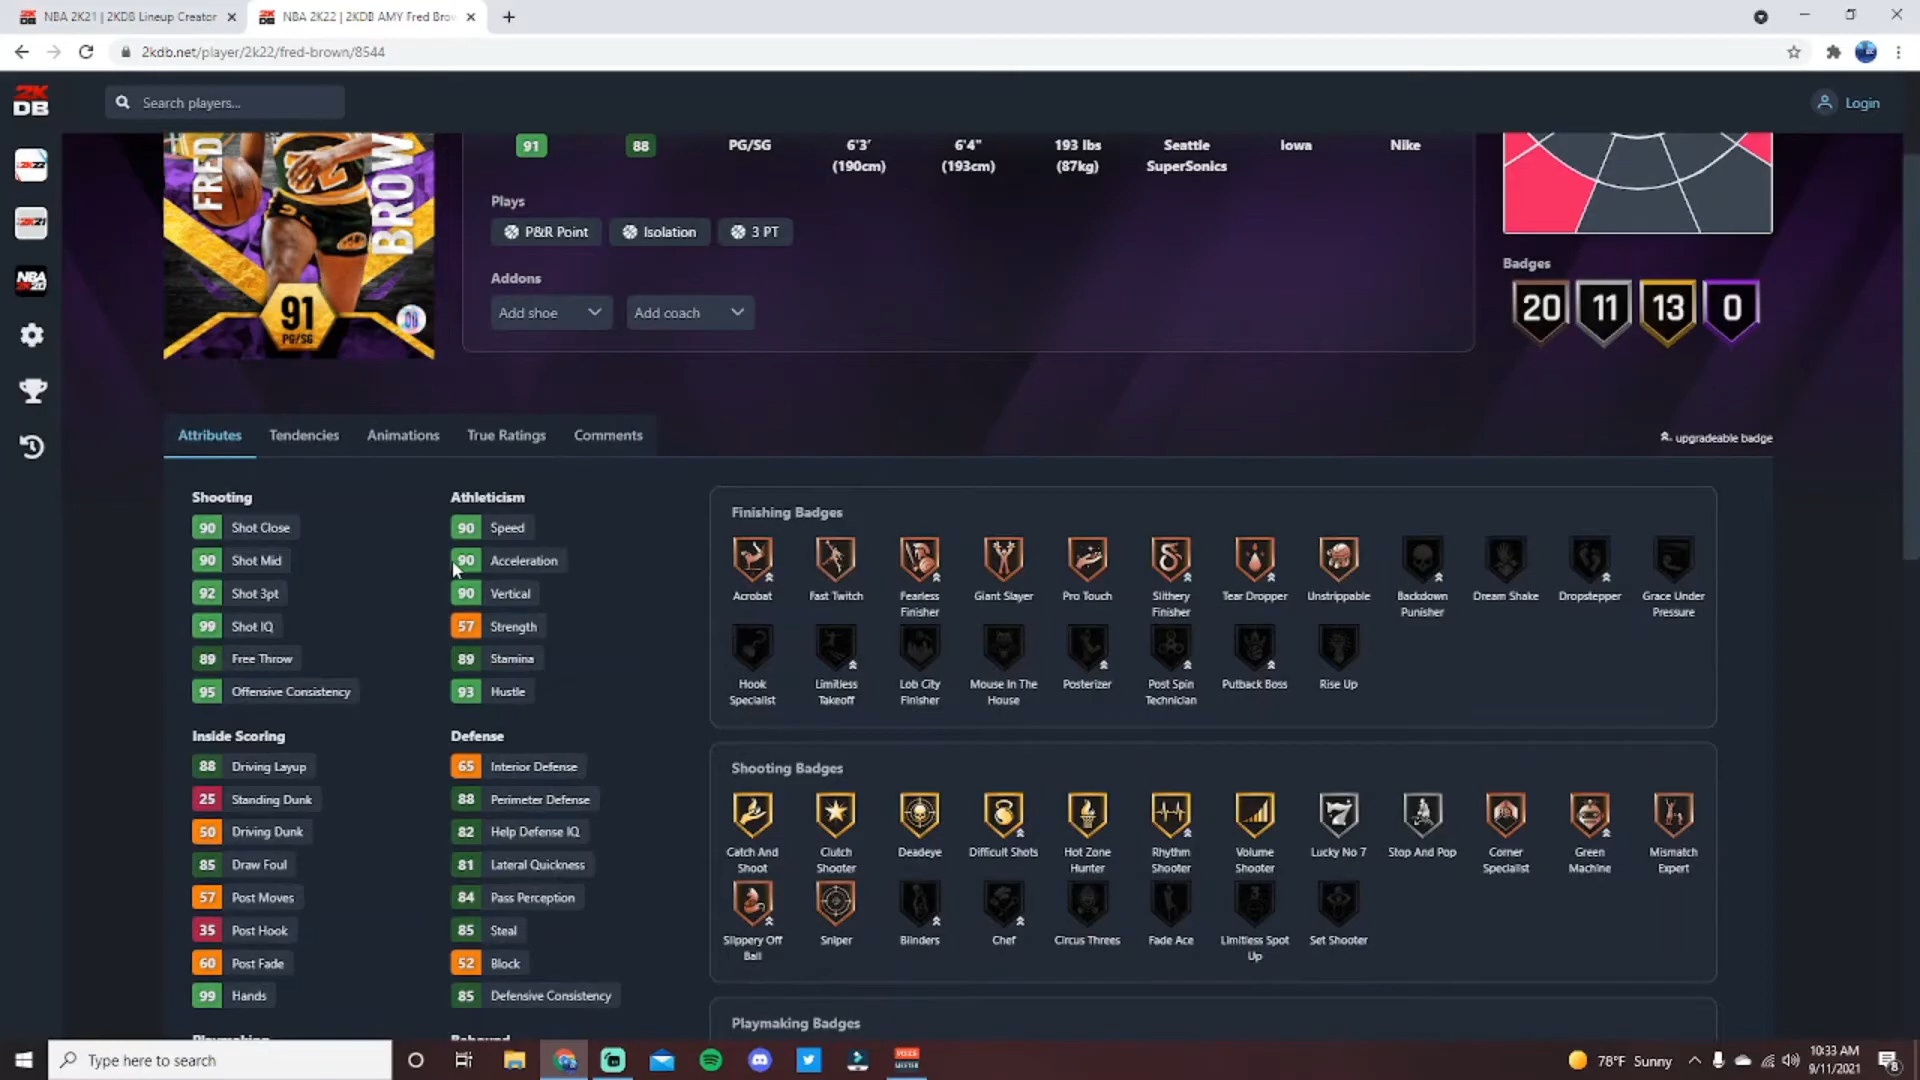 NBA 2K21 | 2KDB Lineup Creator
NBA 2K22 | 2KDB AMY Fred Bro
2kdb.net/player/2k22/fred-brown/8544
2K DB
Search players...
Login
NBA 2K20
FRED
BROW
91
PG/SG
91 88 PG/SG 6'3' (190cm) 6'4" (193cm) 193 lbs (87kg) Seattle SuperSonics Iowa Nike
Plays
P&R Point Isolation 3 PT
Addons
Add shoe Add coach
Badges
20 11 13 0
Attributes Tendencies Animations True Ratings Comments
upgradeable badge
Shooting
90 Shot Close
90 Shot Mid
92 Shot 3pt
99 Shot IQ
89 Free Throw
95 Offensive Consistency
Athleticism
90 Speed
90 Acceleration
90 Vertical
57 Strength
89 Stamina
93 Hustle
Inside Scoring
88 Driving Layup
25 Standing Dunk
50 Driving Dunk
85 Draw Foul
57 Post Moves
35 Post Hook
60 Post Fade
99 Hands
Defense
65 Interior Defense
88 Perimeter Defense
82 Help Defense IQ
81 Lateral Quickness
84 Pass Perception
85 Steal
52 Block
85 Defensive Consistency
Finishing Badges
Acrobat Fast Twitch Fearless Finisher Giant Slayer Pro Touch Slithery Finisher Tear Dropper Unstrippable Backdown Punisher Dream Shake Dropstepper Grace Under Pressure
Hook Specialist Limitless Takeoff Lob City Finisher Mouse In The House Posterizer Post Spin Technician Putback Boss Rise Up
Shooting Badges
Catch And Shoot Clutch Shooter Deadeye Difficult Shots Hot Zone Hunter Rhythm Shooter Volume Shooter Lucky No 7 Stop And Pop Corner Specialist Green Machine Mismatch Expert
Slippery Off Ball Sniper Blinders Chef Circus Threes Fade Ace Limitless Spot Up Set Shooter
Playmaking Badges
Type here to search
78°F Sunny
10:33 AM
9/11/2021
8